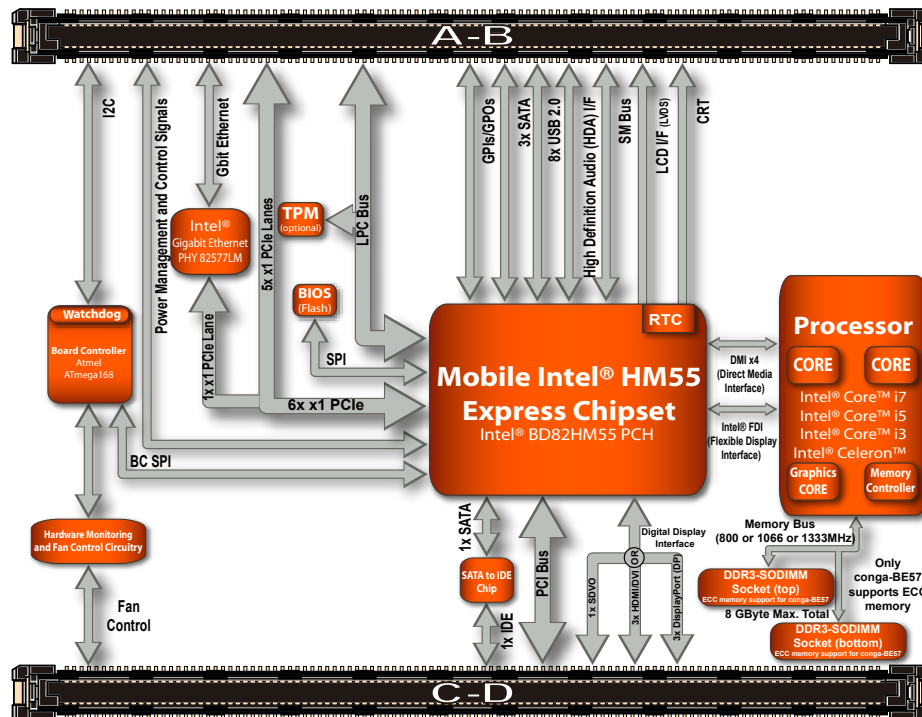 A-B
I2C
Power Management and Control Signals
Gbit Ethernet
5x x1 PCIe Lanes
LPC Bus
GPIs/GPOs
3x SATA
8x USB 2.0
High Definition Audio (HDA) I/F
SM Bus
LCD I/F (LVDS)
CRT
Intel®
Gigabit Ethernet
PHY 82577LM
TPM
(optional)
BIOS
(Flash)
SPI
1x x1 PCIe Lane
6x x1 PCIe
Watchdog
Board Controller
Atmel
ATmega168
BC SPI
RTC
Mobile Intel® HM55
Express Chipset
Intel® BD82HM55 PCH
DMI x4
(Direct Media
Interface)
Intel® FDI
(Flexible Display
Interface)
Processor
CORE
CORE
Intel® Core™ i7
Intel® Core™ i5
Intel® Core™ i3
Intel® Celeron™
Graphics
CORE
Memory
Controller
Hardware Monitoring
and Fan Control Circuitry
Fan
Control
1x SATA
SATA to IDE
Chip
1x IDE
PCI Bus
Digital Display
Interface
OR
1x SDVO
3x HDMI/DVI
3x DisplayPort (DP)
Memory Bus
(800 or 1066 or 1333MHz)
DDR3-SODIMM
Socket (top)
ECC memory support for conga-BE57
8 GByte Max. Total
Only
conga-BE57
supports ECC
memory
DDR3-SODIMM
Socket (bottom)
ECC memory support for conga-BE57
C-D